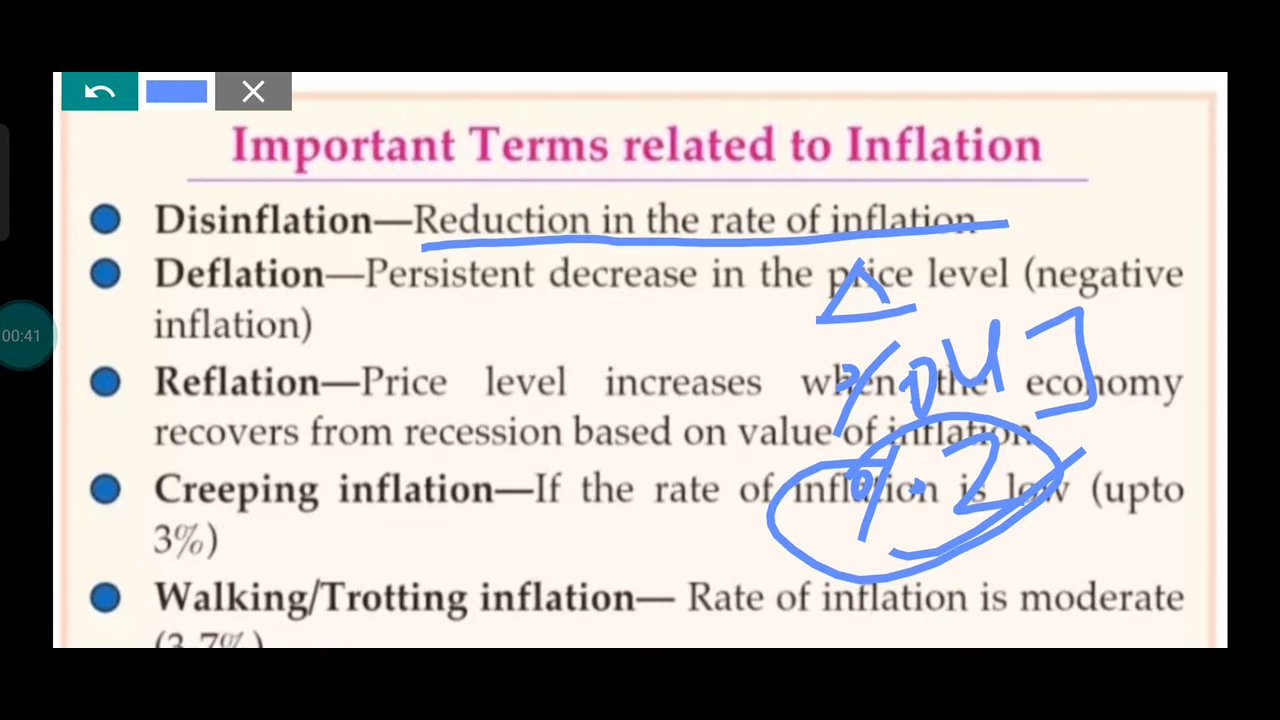 Important Terms related to Inflation
Disinflation—Reduction in the rate of inflation
Deflation—Persistent decrease in the price level (negative
inflation)
00:41
Reflation—Price level increases when the economy
recovers from recession based on value of inflation
Creeping inflation—If the rate of inflation is low (upto
3%)
Walking/Trotting inflation— Rate of inflation is moderate
(3-7%)